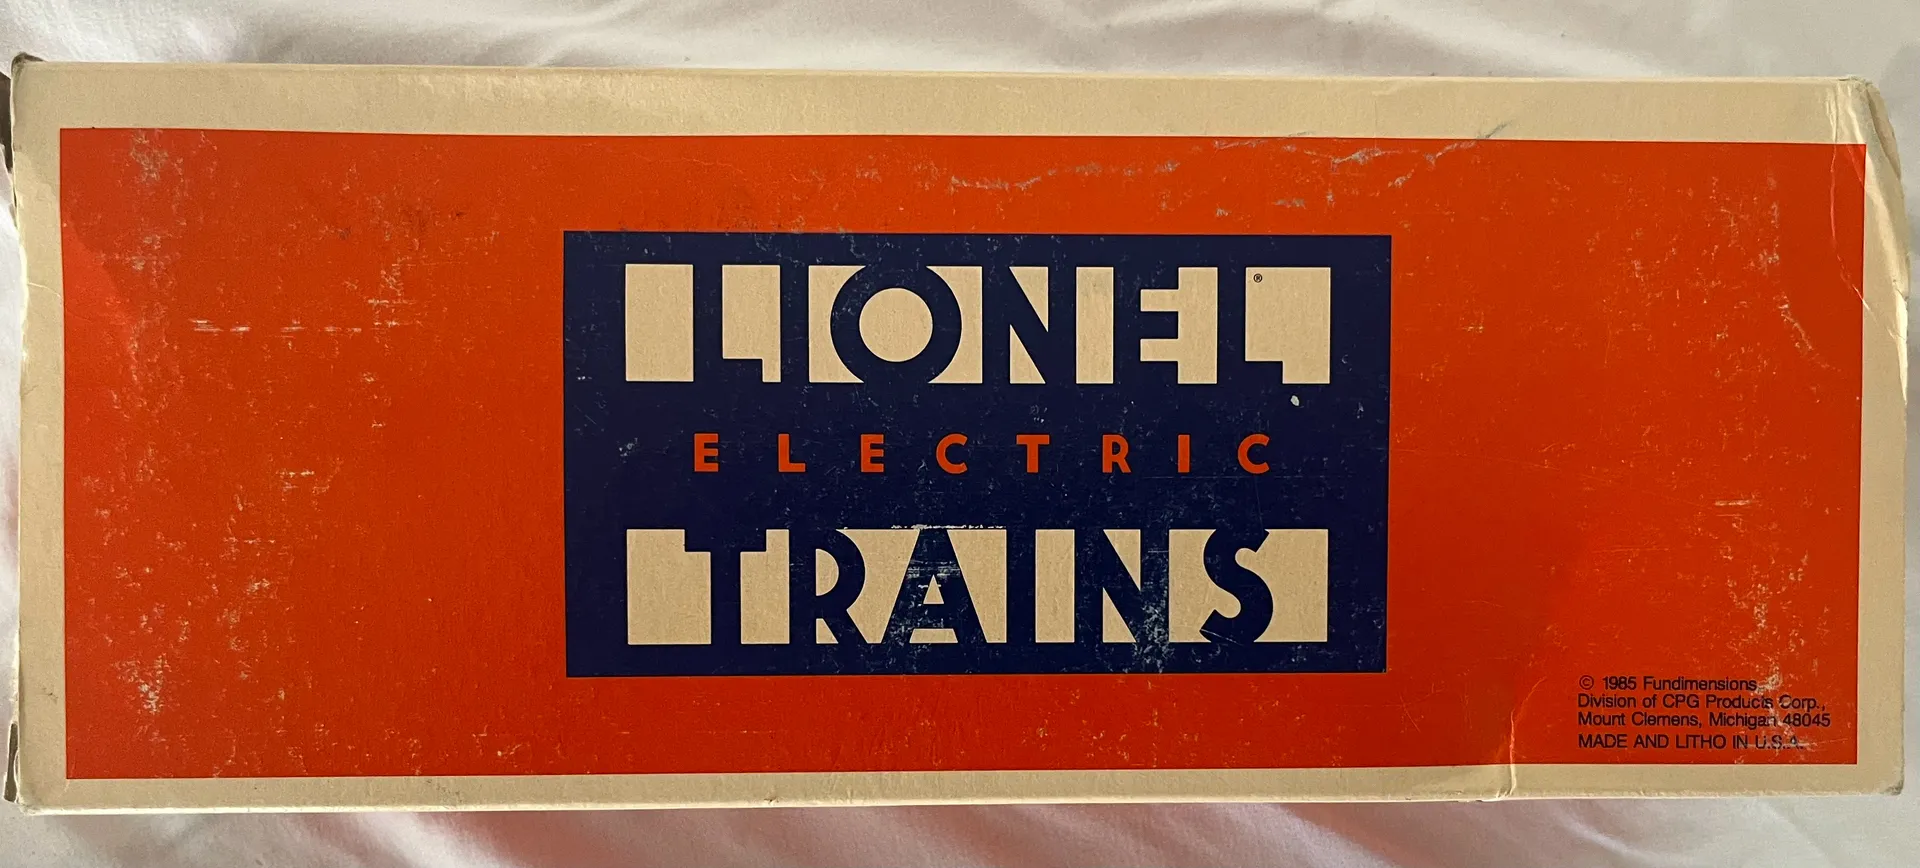 LIONEL®
ELECTRIC
TRAINS
© 1985 Fundimensions,
Division of CPG Products Corp.,
Mount Clemens, Michigan 48045
MADE AND LITHO IN U.S.A.